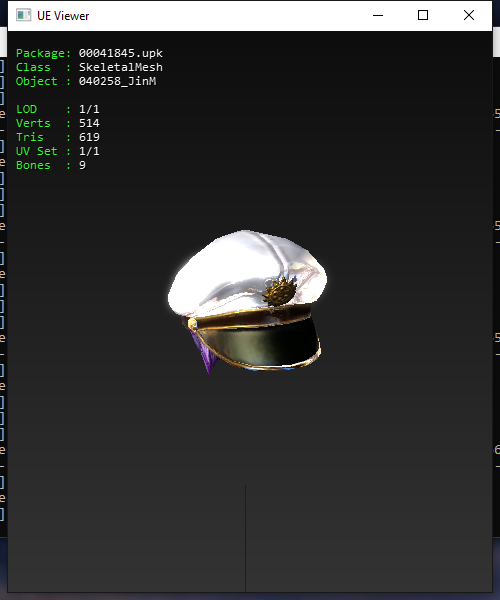 UE Viewer
Package: 00041845.upk
Class  : SkeletalMesh
Object : 040258_JinM
LOD    : 1/1
Verts  : 514
Tris   : 619
UV Set : 1/1
Bones  : 9